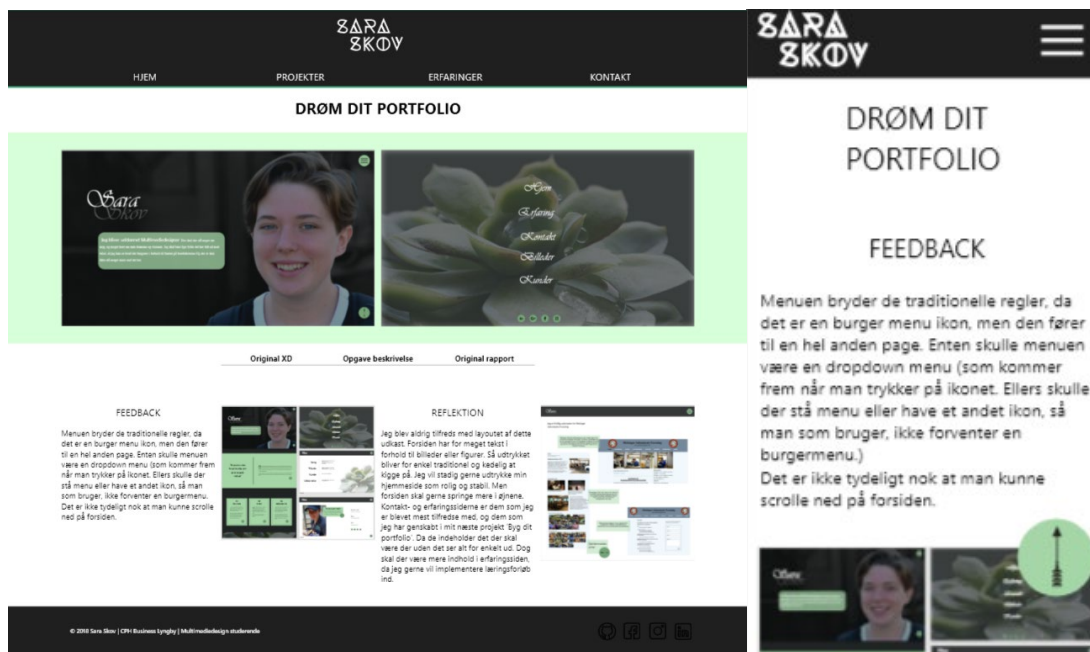 SARA
SKOV
HJEM PROJEKTER ERFARINGER KONTAKT
DRØM DIT PORTFOLIO
Sara
Skov
Hjem
Erfaring
Kontakt
Billeder
Kunder
Original XD Opgave beskrivelse Original rapport
FEEDBACK
Menuen bryder de traditionelle regler, da
det er en burger menu ikon, men den fører
til en hel anden page. Enten skulle menuen
være en dropdown menu (som kommer frem
når man trykker på ikonet. Ellers skulle der
stå menu eller have et andet ikon, så man
som bruger, ikke forventer en burgermenu.)
Det er ikke tydeligt nok at man kunne scrolle
ned på forsiden.
REFLEKTION
Jeg blev aldrig tilfreds med layoutet af dette
udkast. Forsiden har for meget tekst i
forhold til billeder eller figurer. Så udtrykket
bliver for enkel traditionel og kedelig at
kigge på. Jeg vil stadig gerne udtrykke min
hjemmeside som rolig og stabil. Men
forsiden skal gerne springe mere i øjnene.
Kontakt- og erfaringssiderne er dem som jeg
er blevet mest tilfredse med, og dem som
jeg har genskabt i mit næste projekt 'Byg dit
portfolio'. Da de indeholder det der skal
være der uden det ser alt for enkelt ud. Dog
skal der være mere indhold i erfaringssiden,
da jeg gerne vil implementere læringsforløb
ind.
© 2018 Sara Skov | CPH Business Lyngby | Multimediedesign studerende
SARA
SKOV
DRØM DIT
PORTFOLIO
FEEDBACK
Menuen bryder de traditionelle regler, da
det er en burger menu ikon, men den fører
til en hel anden page. Enten skulle menuen
være en dropdown menu (som kommer
frem når man trykker på ikonet. Ellers skulle
der stå menu eller have et andet ikon, så
man som bruger, ikke forventer en
burgermenu.)
Det er ikke tydeligt nok at man kunne
scrolle ned på forsiden.
Sara